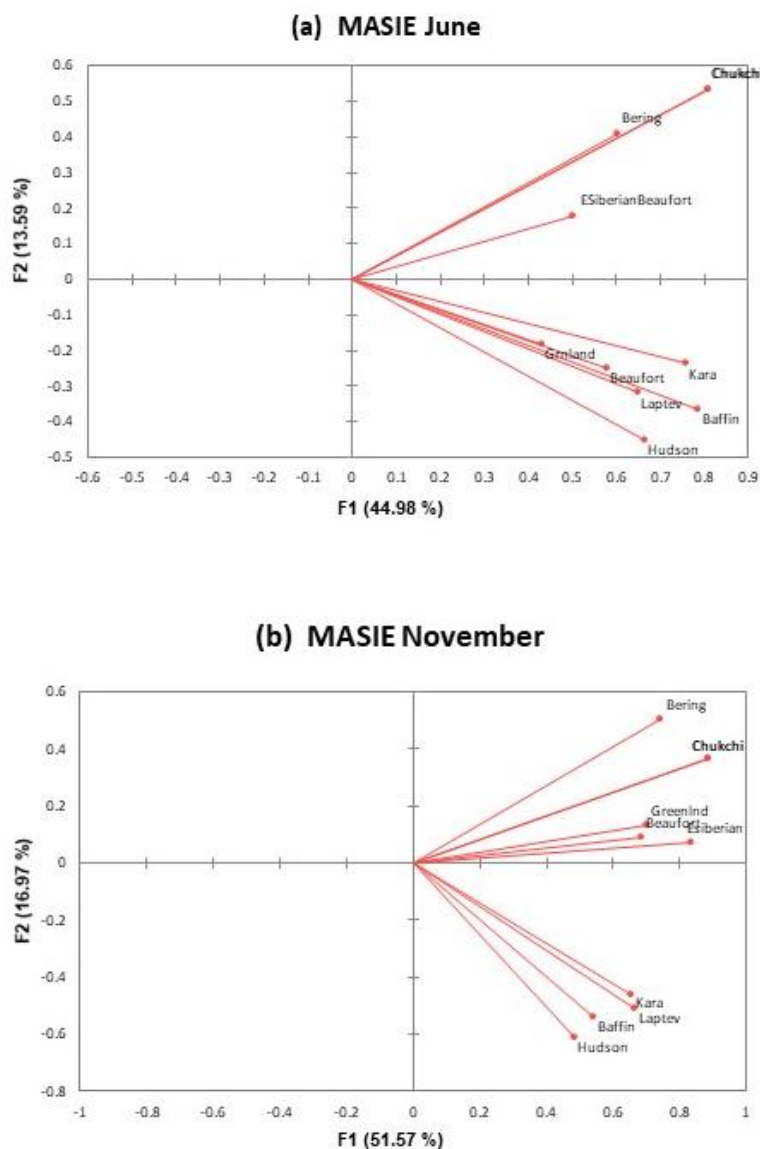 (a) MASIE June
0.6
Chukchi
0.5
Bering
0.4
0.3
ESiberianBeaufort
0.2
0.1
F2 (13.59 %)
0
-0.1
Grnland
-0.2
Beaufort
Kara
-0.3
Laptev
Baffin
-0.4
Hudson
-0.5
-0.6 -0.5 -0.4 -0.3 -0.2 -0.1 0 0.1 0.2 0.3 0.4 0.5 0.6 0.7 0.8 0.9
F1 (44.98 %)
(b) MASIE November
0.6
Bering
0.4
Chukchi
0.2
GreenInd
Beaufort
Esiberian
0
F2 (16.97 %)
-0.2
-0.4
Kara
Laptev
Baffin
-0.6
Hudson
-0.8
-1 -0.8 -0.6 -0.4 -0.2 0 0.2 0.4 0.6 0.8 1
F1 (51.57 %)